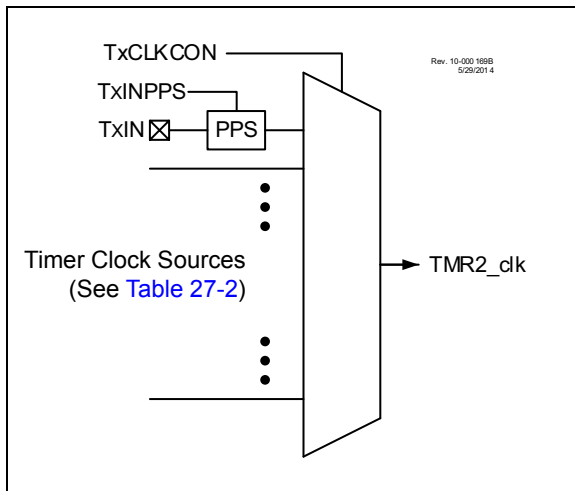 TxCLKCON
Rev. 10-000 169B
5/29/2014
TxINPPS
TxIN
PPS
Timer Clock Sources
(See Table 27-2)
TMR2_clk